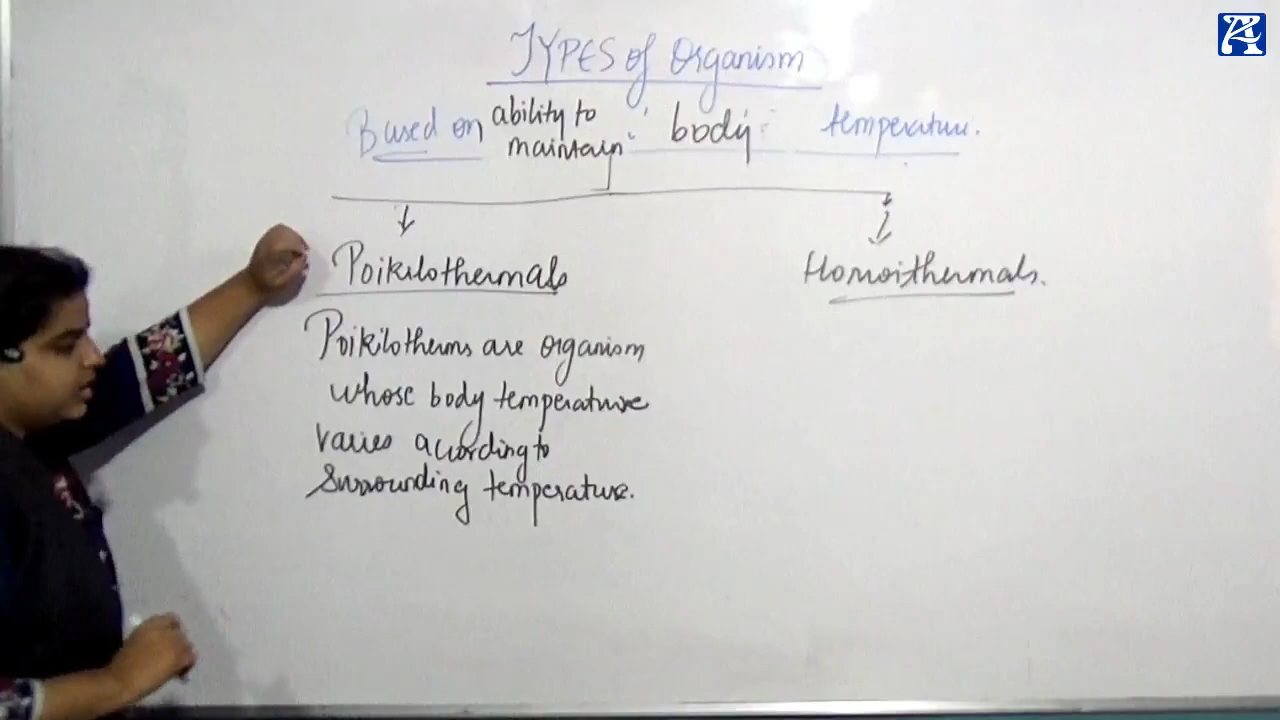 TYPES of Organism
Based on ability to maintain body temperature.
Poikilothermals
Homoithermals.
Poikilotherms are organism
whose body temperature
varies acording to
surrounding temperature.